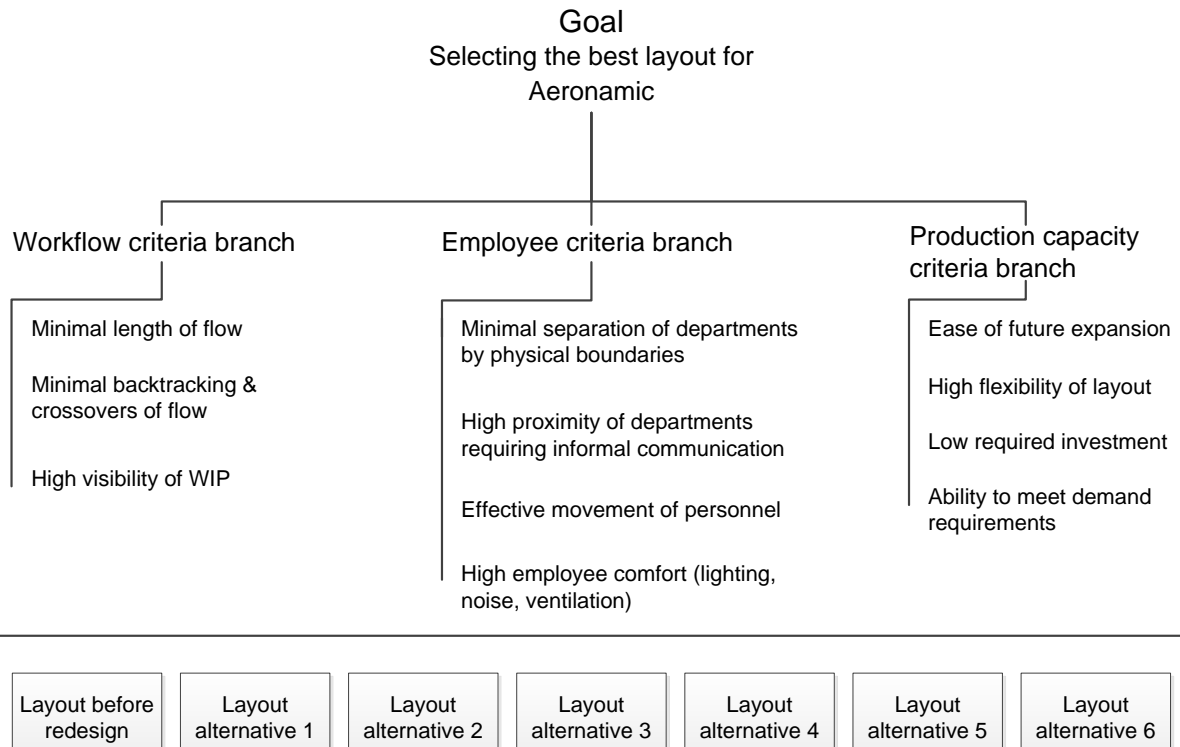 Goal
Selecting the best layout for
Aeronamic
Workflow criteria branch
Minimal length of flow
Minimal backtracking &
crossovers of flow
High visibility of WIP
Employee criteria branch
Minimal separation of departments
by physical boundaries
High proximity of departments
requiring informal communication
Effective movement of personnel
High employee comfort (lighting,
noise, ventilation)
Production capacity
criteria branch
Ease of future expansion
High flexibility of layout
Low required investment
Ability to meet demand
requirements
Layout before
redesign
Layout
alternative 1
Layout
alternative 2
Layout
alternative 3
Layout
alternative 4
Layout
alternative 5
Layout
alternative 6